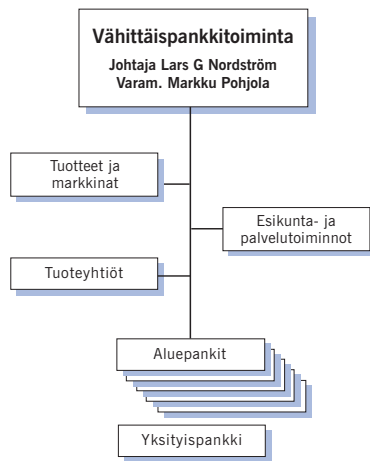 Vähittäispankkitoiminta
Johtaja Lars G Nordström
Varam. Markku Pohjola
Tuotteet ja
markkinat
Esikunta- ja
palvelutoiminnot
Tuoteyhtiöt
Aluepankit
Yksityispankki